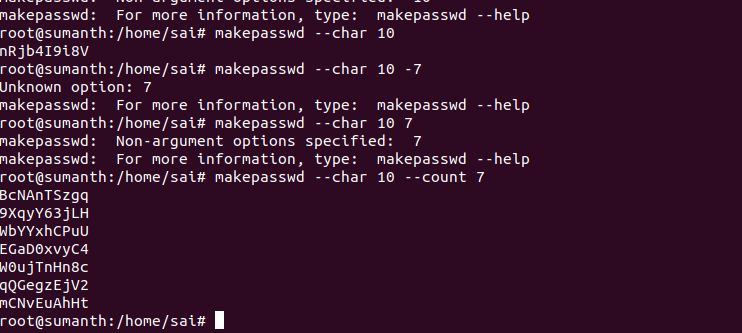 makepasswd:  Non-argument options specified:  10
makepasswd:  For more information, type:  makepasswd --help
root@sumanth:/home/sai# makepasswd --char 10
nRjb4I9i8V
root@sumanth:/home/sai# makepasswd --char 10 -7
Unknown option: 7
makepasswd:  For more information, type:  makepasswd --help
root@sumanth:/home/sai# makepasswd --char 10 7
makepasswd:  Non-argument options specified:  7
makepasswd:  For more information, type:  makepasswd --help
root@sumanth:/home/sai# makepasswd --char 10 --count 7
BcNAnTSzgq
9XqyY63jLH
WbYYxhCPuU
EGaD0xvyC4
W0ujTnHn8c
qQGegzEjV2
mCNvEuAhHt
root@sumanth:/home/sai#